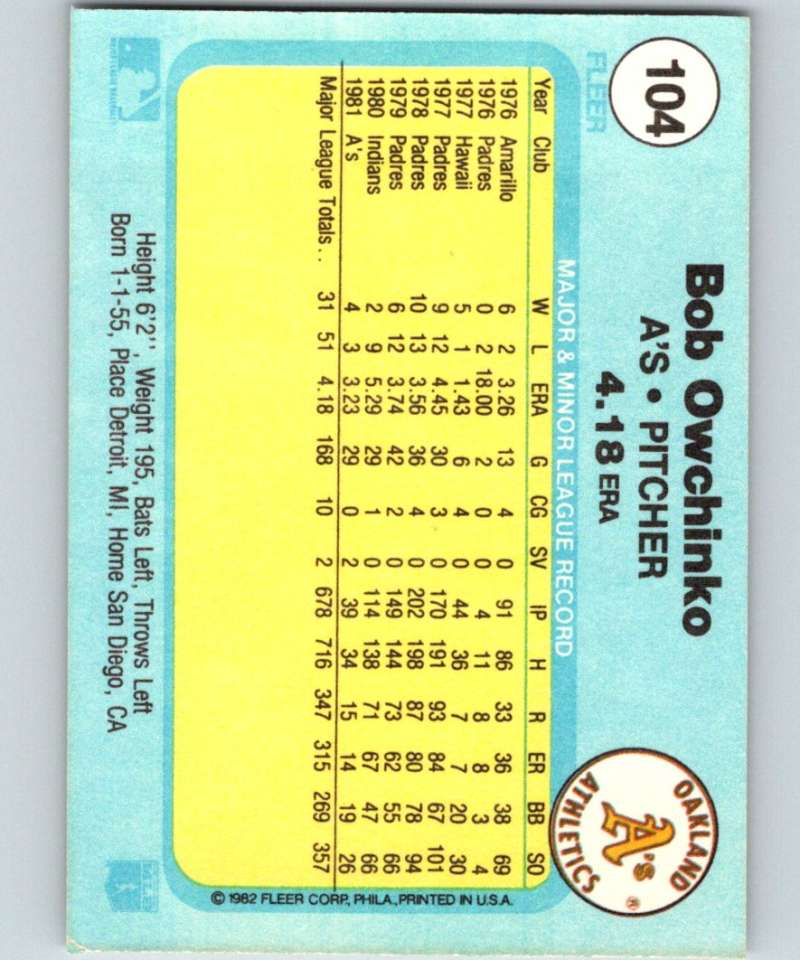 104
FLEER
Bob Owchinko
A'S • PITCHER
4.18 ERA
OAKLAND
A's
ATHLETICS
®
MAJOR & MINOR LEAGUE RECORD
Year Club W L ERA G CG SV IP H R ER BB SO
1976 Amarillo 6 2 3.26 13 4 0 91 86 33 36 38 69
1976 Padres 0 2 18.00 2 0 0 4 11 8 8 3 4
1977 Hawaii 5 1 1.43 6 4 0 44 36 7 7 20 30
1977 Padres 9 12 4.45 30 3 0 170 191 93 84 67 101
1978 Padres 10 13 3.56 36 4 0 202 198 87 80 78 94
1979 Padres 6 12 3.74 42 2 0 149 144 73 62 55 66
1980 Indians 2 9 5.29 29 1 0 114 138 71 67 47 66
1981 A's 4 3 3.23 29 0 2 39 34 15 14 19 26
Major League Totals.. 31 51 4.18 168 10 2 678 716 347 315 269 357
© 1982 FLEER CORP., PHILA., PRINTED IN U.S.A.
Height 6'2", Weight 195, Bats Left, Throws Left
Born 1-1-55, Place Detroit, MI, Home San Diego, CA